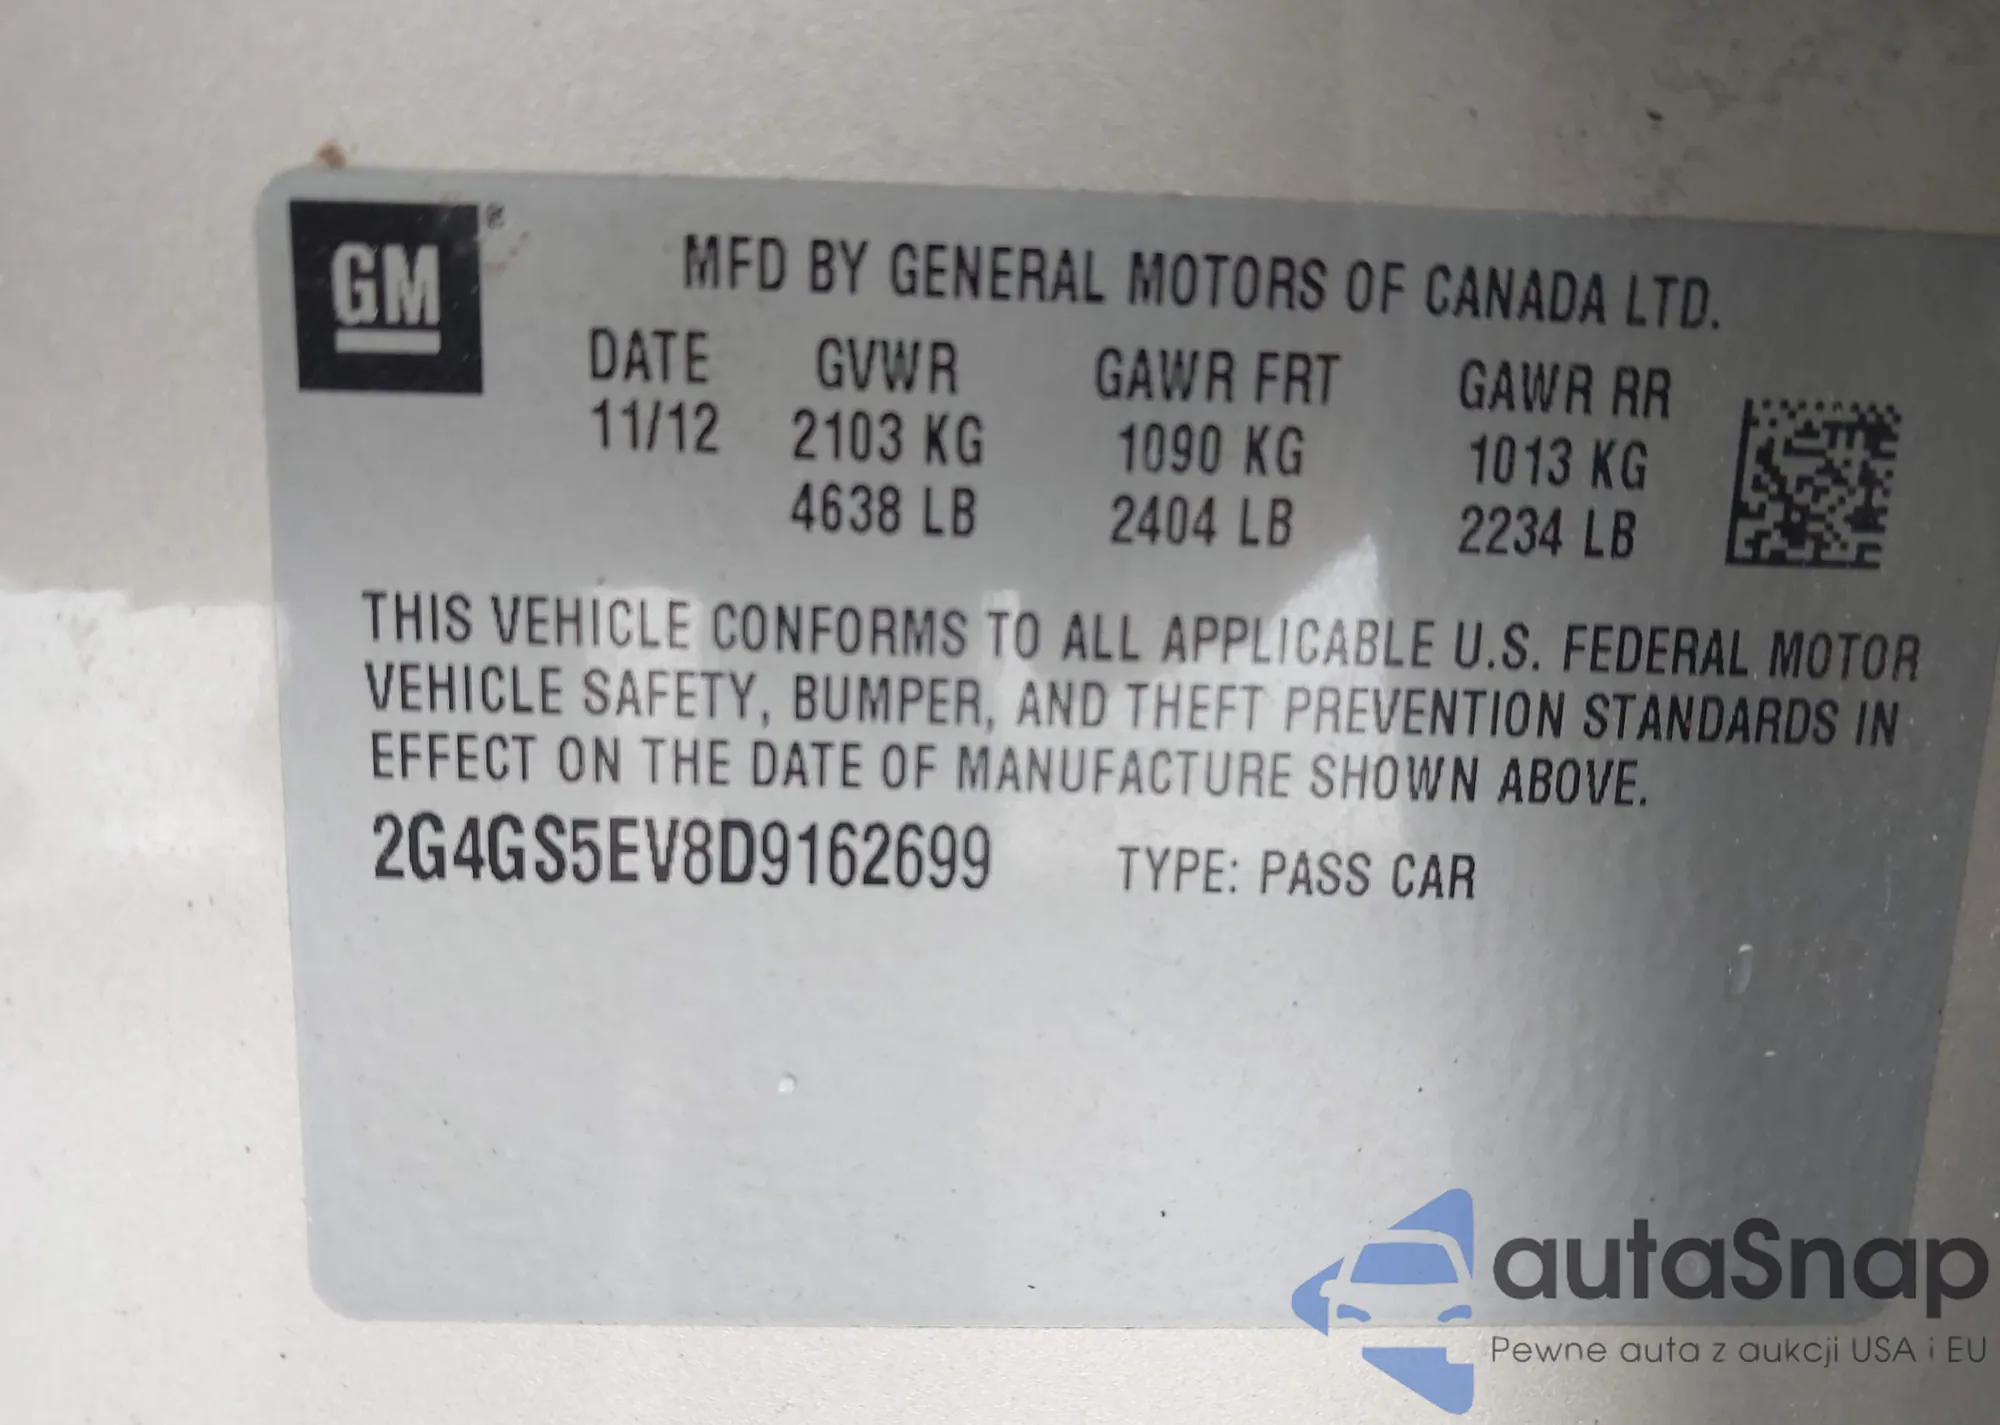 GM ®
MFD BY GENERAL MOTORS OF CANADA LTD.
DATE GVWR GAWR FRT GAWR RR
11/12 2103 KG 1090 KG 1013 KG
4638 LB 2404 LB 2234 LB
THIS VEHICLE CONFORMS TO ALL APPLICABLE U.S. FEDERAL MOTOR
VEHICLE SAFETY, BUMPER, AND THEFT PREVENTION STANDARDS IN
EFFECT ON THE DATE OF MANUFACTURE SHOWN ABOVE.
2G4GS5EV8D9162699 TYPE: PASS CAR
autaSnap
Pewne auta z aukcji USA i EU